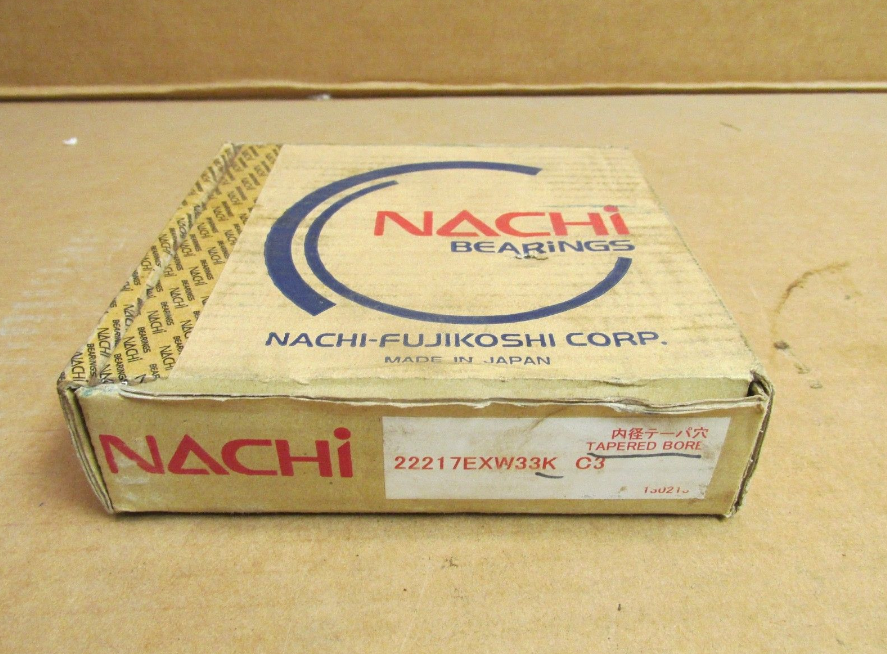 NACHi
BEARiNGS
NACHI-FUJIKOSHI CORP.
MADE IN JAPAN
NACHi
内径テーパ穴
TAPERED BORE
22217EXW33K C3